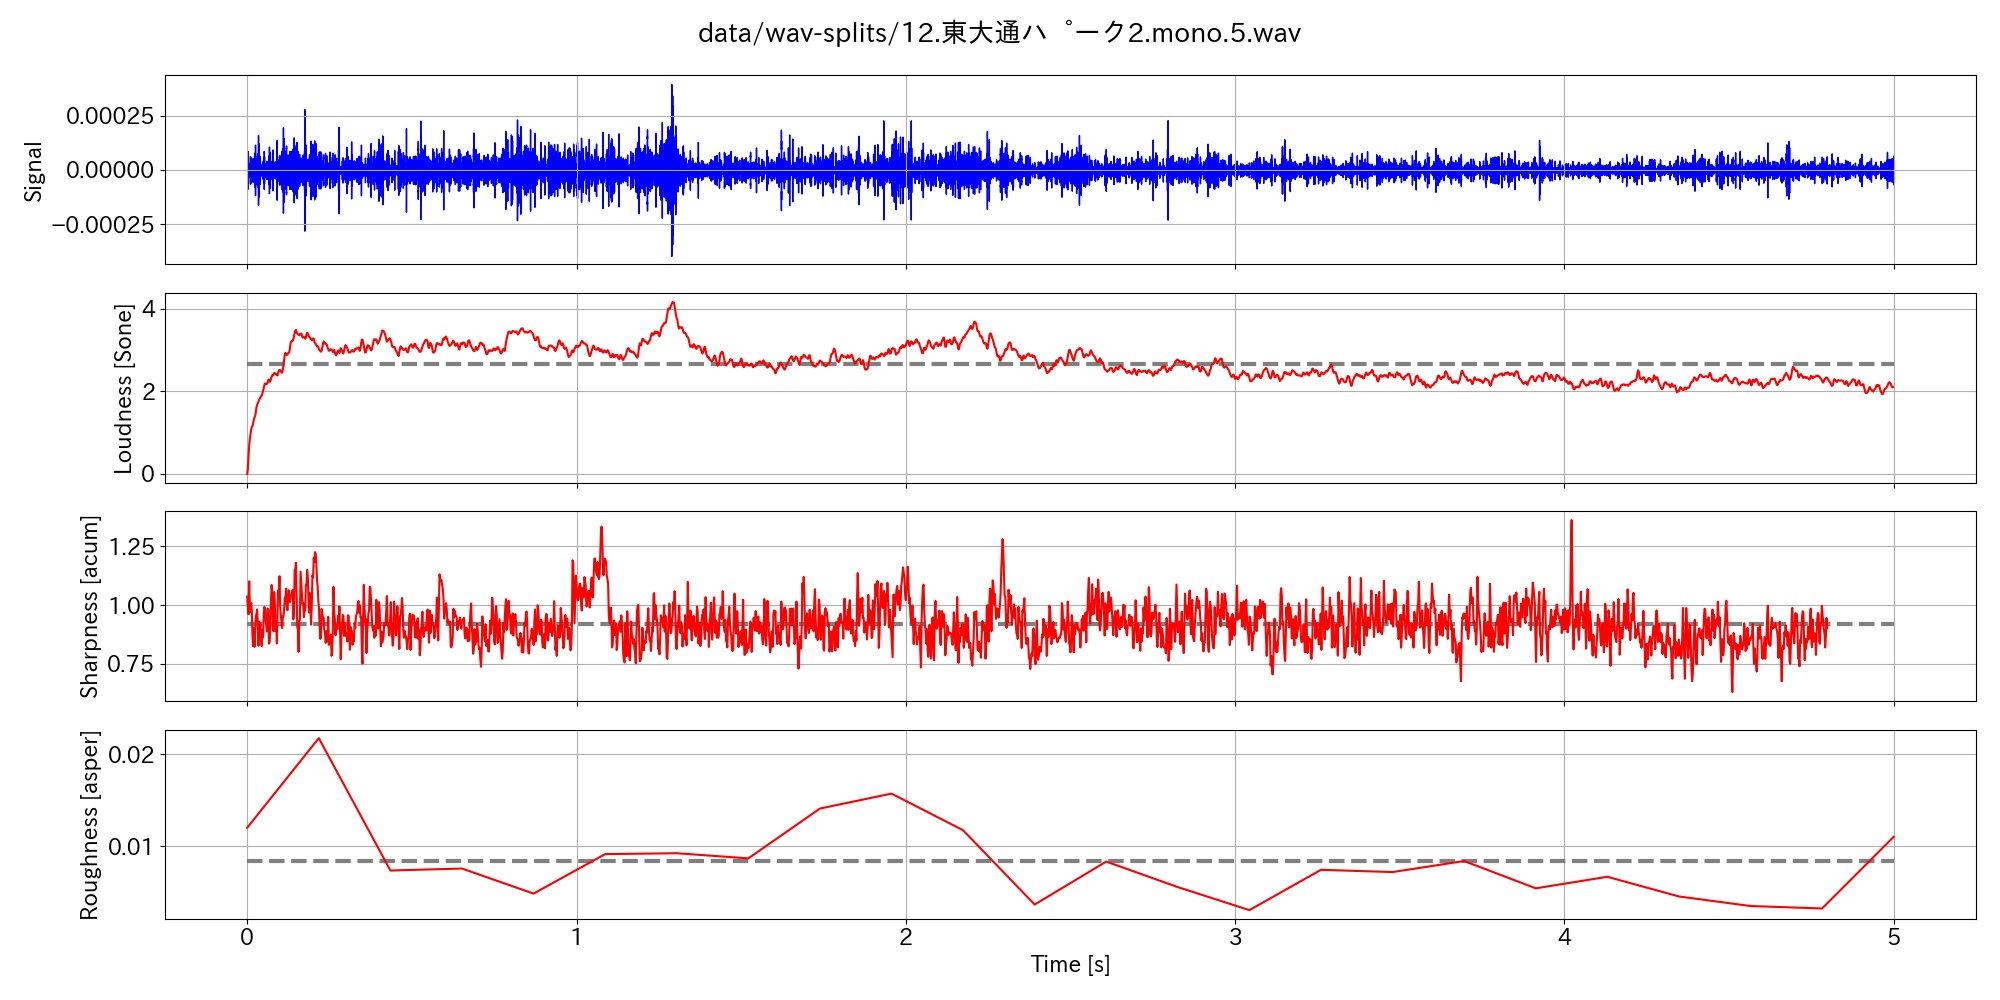 data/wav-splits/12.東大通ハ゜ーク2.mono.5.wav
Signal
0.00025
0.00000
−0.00025
Loudness [Sone]
4
2
0
Sharpness [acum]
1.25
1.00
0.75
Roughness [asper]
0.02
0.01
0 1 2 3 4 5
Time [s]